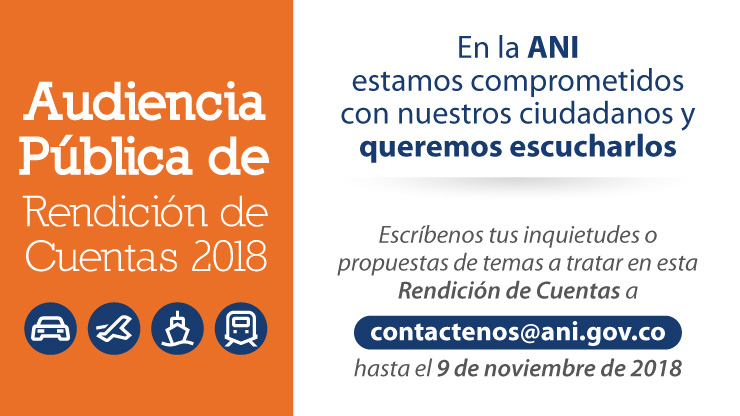 Audiencia
Pública de
Rendición de
Cuentas 2018
En la ANI
estamos comprometidos
con nuestros ciudadanos y
queremos escucharlos
Escríbenos tus inquietudes o
propuestas de temas a tratar en esta
Rendición de Cuentas a
contactenos@ani.gov.co
hasta el 9 de noviembre de 2018